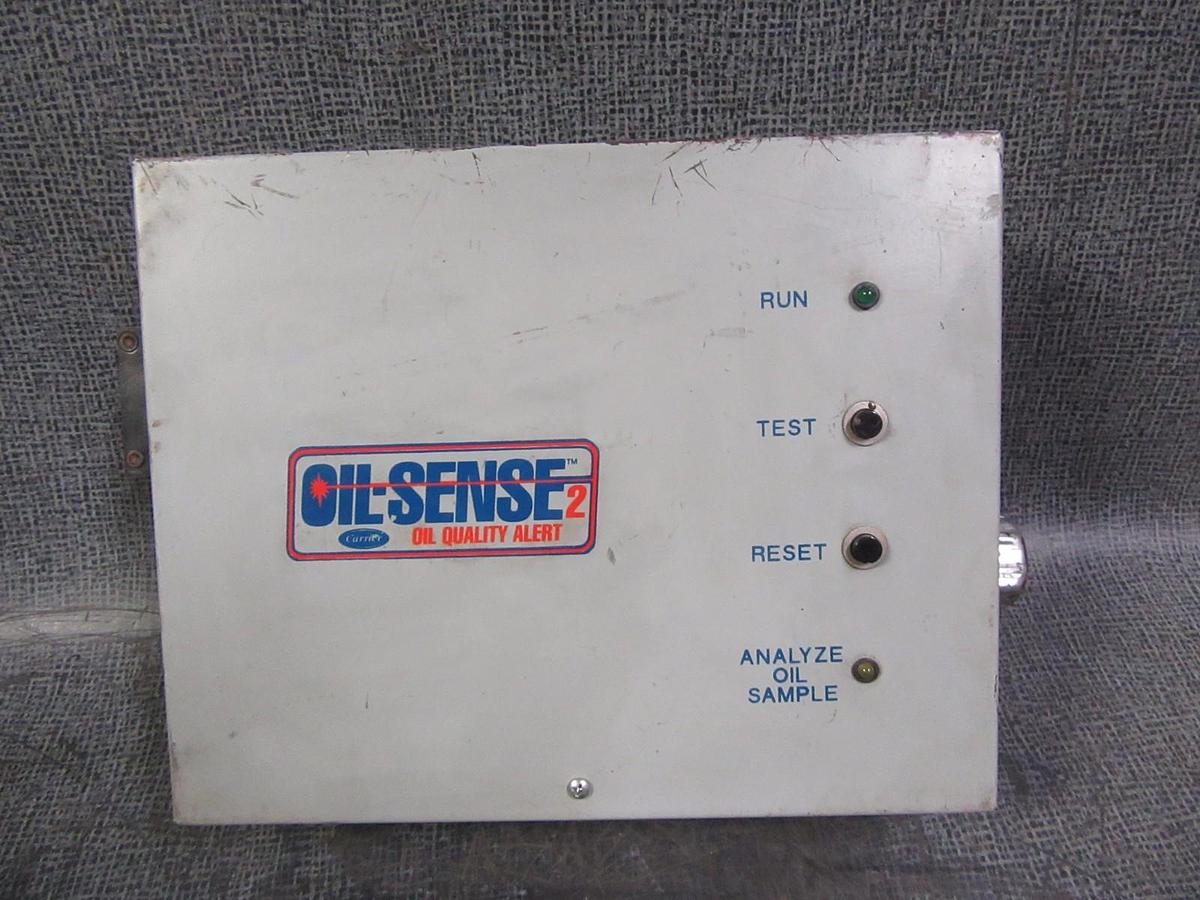 RUN
TEST
OIL-SENSE™ 2
Carrier OIL QUALITY ALERT
RESET
ANALYZE
OIL
SAMPLE